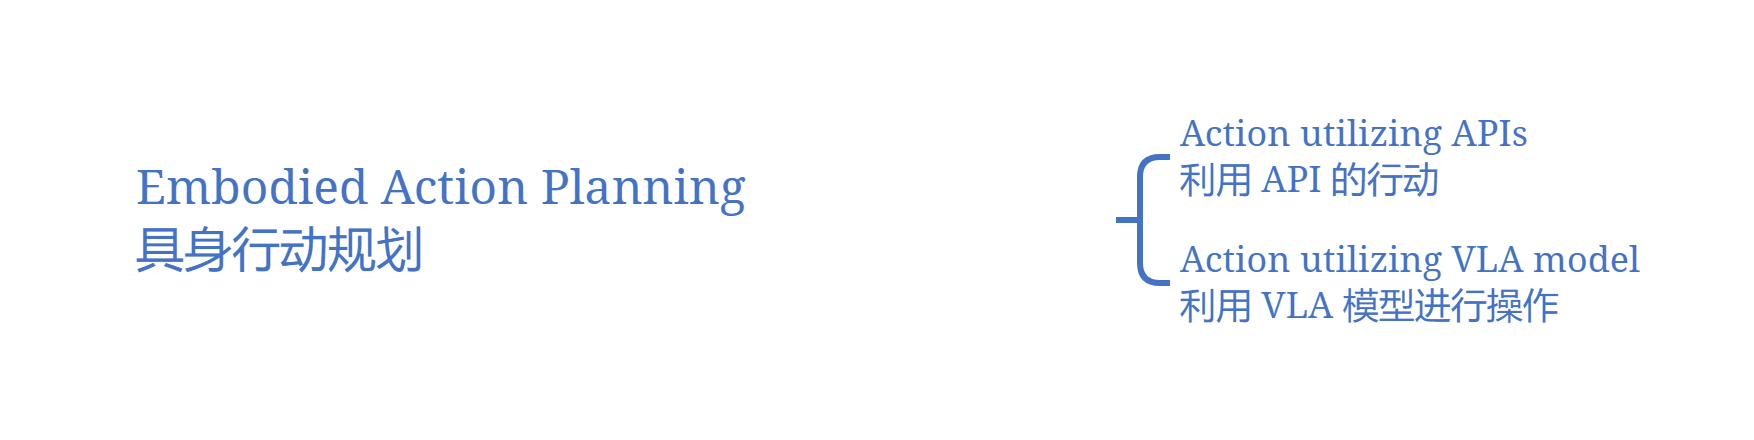 Embodied Action Planning
具身行动规划
Action utilizing APIs
利用 API 的行动
Action utilizing VLA model
利用 VLA 模型进行操作